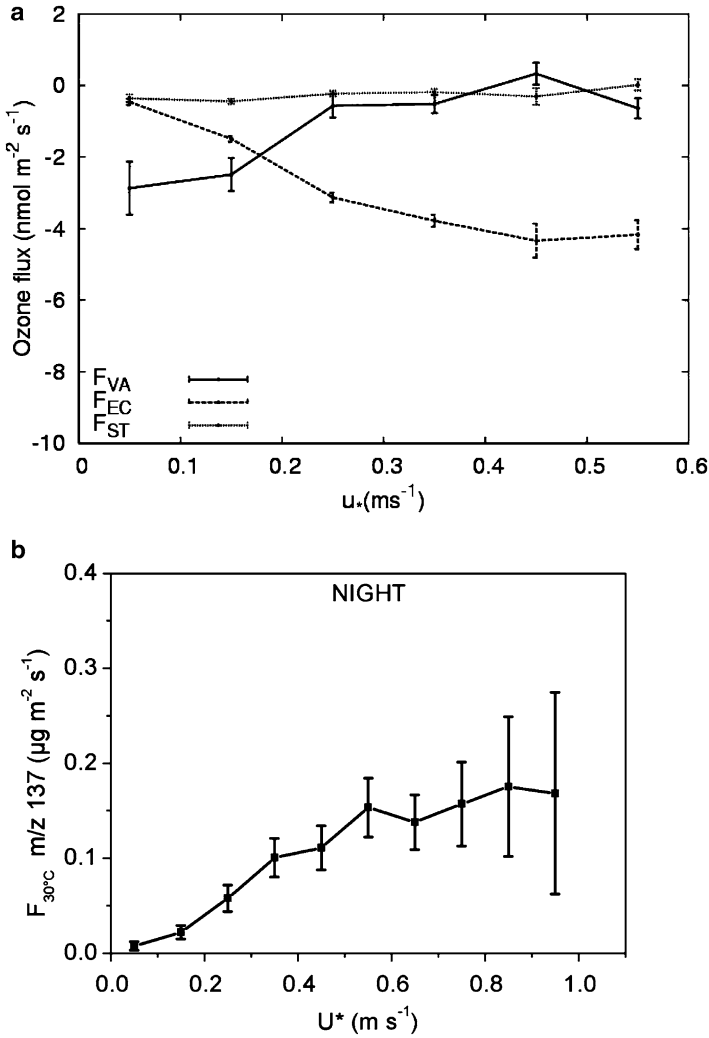 a
2
0
-2
-4
-6
-8
-10
Ozone flux (nmol m⁻² s⁻¹)
F_VA
F_EC
F_ST
0 0.1 0.2 0.3 0.4 0.5 0.6
u*(ms⁻¹)
b
NIGHT
0.4
0.3
0.2
0.1
0.0
F_30°C m/z 137 (µg m⁻² s⁻¹)
0.0 0.2 0.4 0.6 0.8 1.0
U* (m s⁻¹)